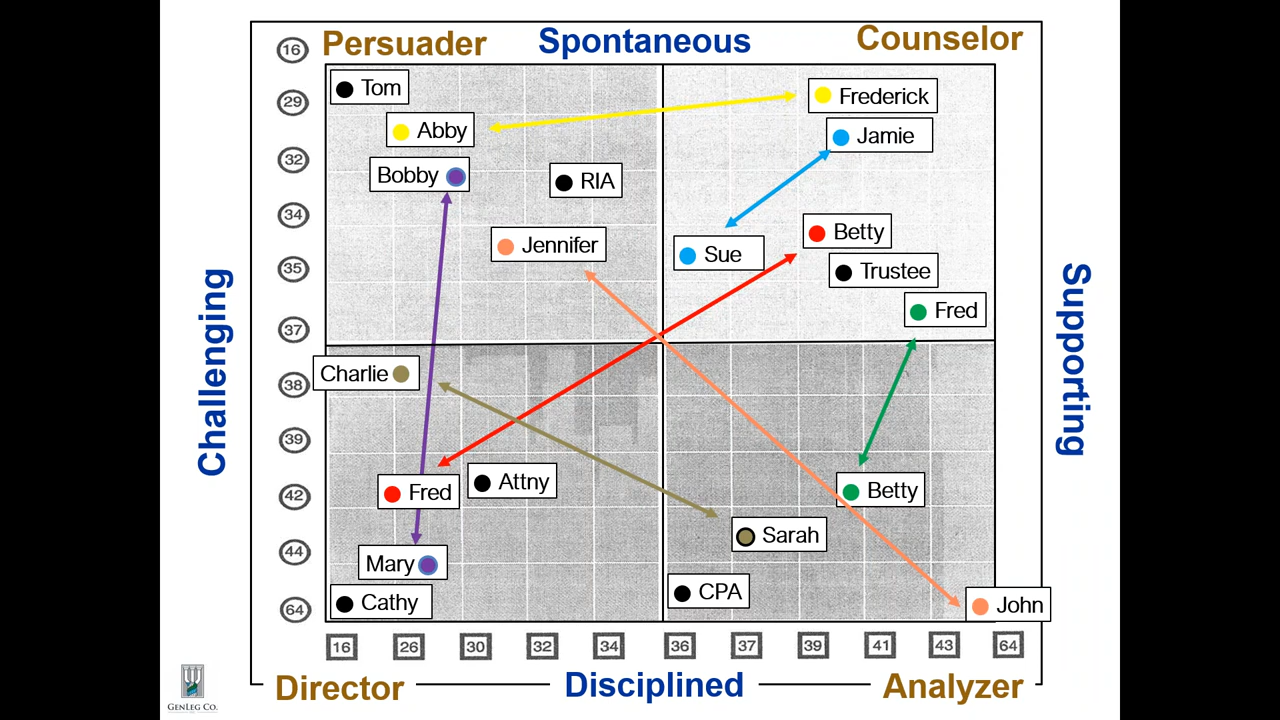 Persuader Spontaneous Counselor
16
Tom
29
Frederick
Abby
Jamie
32
Bobby
RIA
34
Jennifer
Betty
Sue
35
Trustee
Fred
37
Challenging
Supporting
Charlie
38
39
Attny
Fred
Betty
42
Sarah
44
Mary
CPA
Cathy
John
64
16 26 30 32 34 36 37 39 41 43 64
Director Disciplined Analyzer
GENLEG CO.